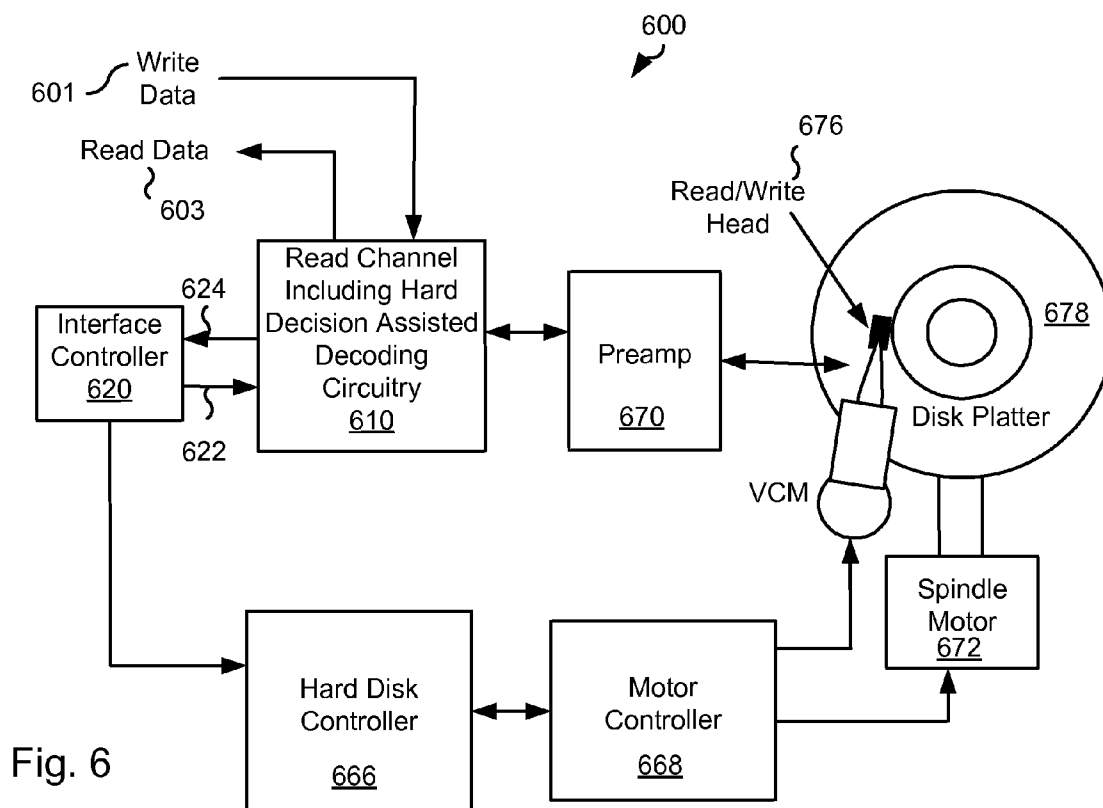 600
601
Write
Data
Read Data
603
676
Read/Write
Head
Read Channel
Including Hard
Decision Assisted
Decoding
Circuitry
610
624
Interface
Controller
620
622
Preamp
670
678
Disk Platter
VCM
Spindle
Motor
672
Hard Disk
Controller
666
Motor
Controller
668
Fig. 6